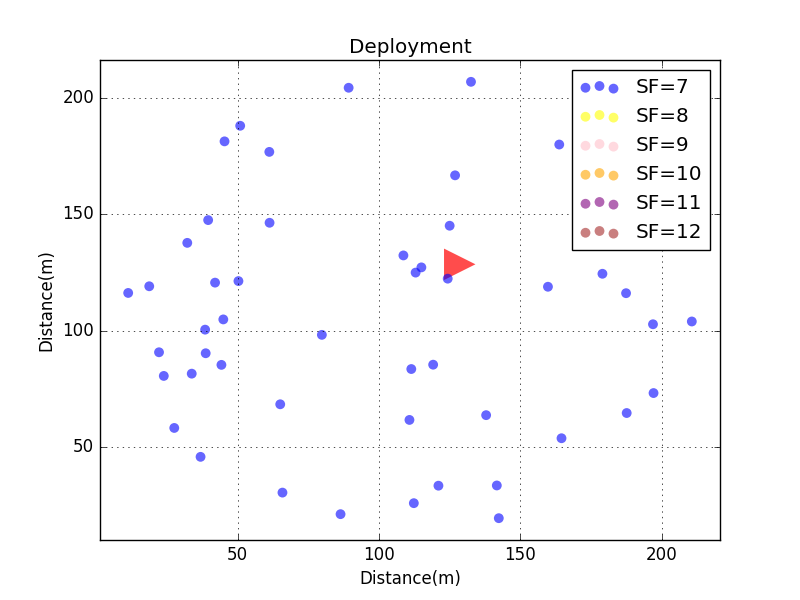 Deployment
SF=7
SF=8
SF=9
SF=10
SF=11
SF=12
200
150
100
50
Distance(m)
50
100
150
200
Distance(m)